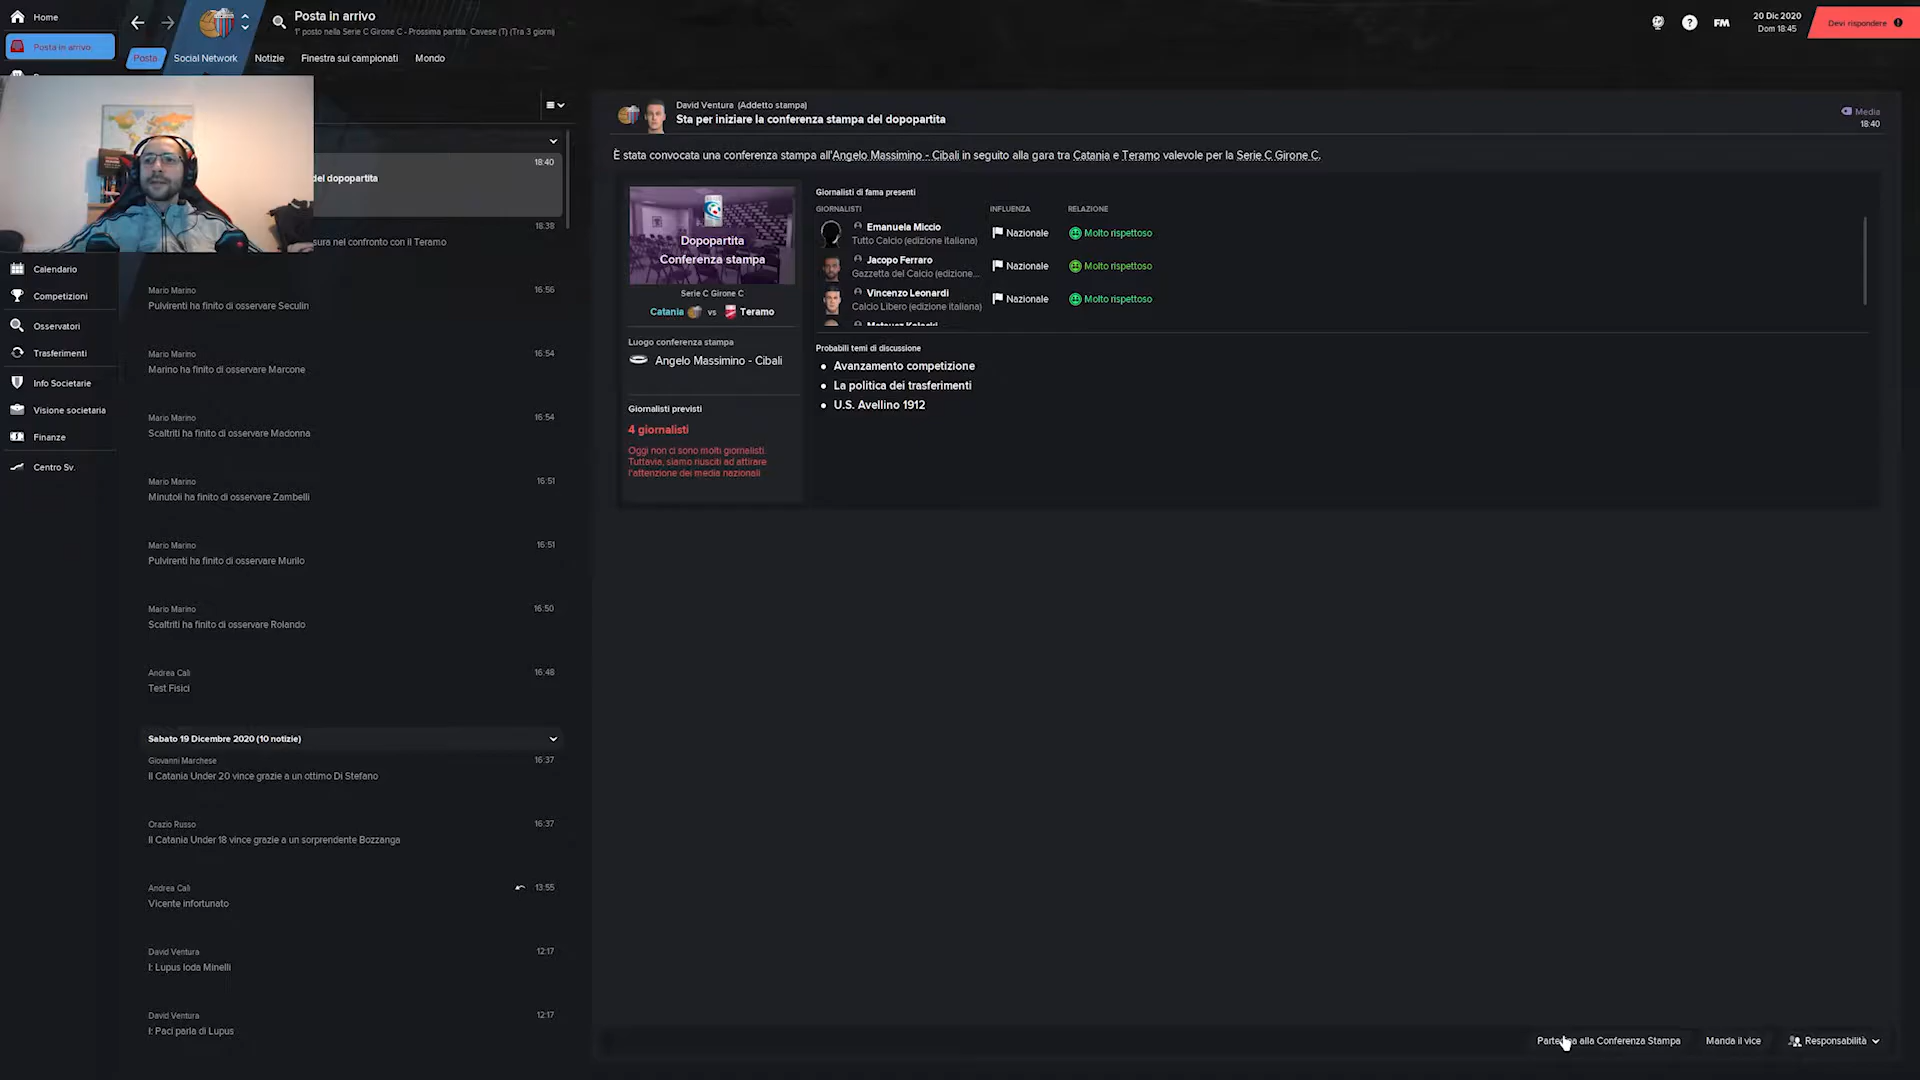 Home
Posta in arrivo
Posta in arrivo
1° posto nella Serie C Girone C - Prossima partita: Cavese (T) (Tra 3 giorni)
FM
20 Dic 2020
Dom 18:45
Devi rispondere
Posta
Social Network
Notizie
Finestra sui campionati
Mondo
18:40
del dopopartita
18:38
sura nel confronto con il Teramo
Calendario
Competizioni
Osservatori
Trasferimenti
Info Societarie
Visione societaria
Finanze
Centro Sv.
Mario Marino
16:56
Pulvirenti ha finito di osservare Seculin
Mario Marino
16:54
Marino ha finito di osservare Marcone
Mario Marino
16:54
Scaltriti ha finito di osservare Madonna
Mario Marino
16:51
Minutoli ha finito di osservare Zambelli
Mario Marino
16:51
Pulvirenti ha finito di osservare Murilo
Mario Marino
16:50
Scaltriti ha finito di osservare Rolando
Andrea Calì
16:48
Test Fisici
Sabato 19 Dicembre 2020 (10 notizie)
Giovanni Marchese
16:37
Il Catania Under 20 vince grazie a un ottimo Di Stefano
Orazio Russo
16:37
Il Catania Under 18 vince grazie a un sorprendente Bozzanga
Andrea Calì
13:55
Vicente infortunato
David Ventura
12:17
I: Lupus loda Minelli
David Ventura
12:17
I: Paci parla di Lupus
David Ventura (Addetto stampa)
Sta per iniziare la conferenza stampa del dopopartita
Media
18:40
È stata convocata una conferenza stampa all'Angelo Massimino - Cibali in seguito alla gara tra Catania e Teramo valevole per la Serie C Girone C.
Dopopartita
Conferenza stampa
Serie C Girone C
Catania vs Teramo
Luogo conferenza stampa
Angelo Massimino - Cibali
Giornalisti previsti
4 giornalisti
Oggi non ci sono molti giornalisti.
Tuttavia, siamo riusciti ad attirare
l'attenzione dei media nazionali
Giornalisti di fama presenti
GIORNALISTI INFLUENZA RELAZIONE
Emanuela Miccio
Tutto Calcio (edizione italiana)
Nazionale
Molto rispettoso
Jacopo Ferraro
Gazzetta del Calcio (edizione...
Nazionale
Molto rispettoso
Vincenzo Leonardi
Calcio Libero (edizione italiana)
Nazionale
Molto rispettoso
Probabili temi di discussione
Avanzamento competizione
La politica dei trasferimenti
U.S. Avellino 1912
alla Conferenza Stampa
Manda il vice
Responsabilità